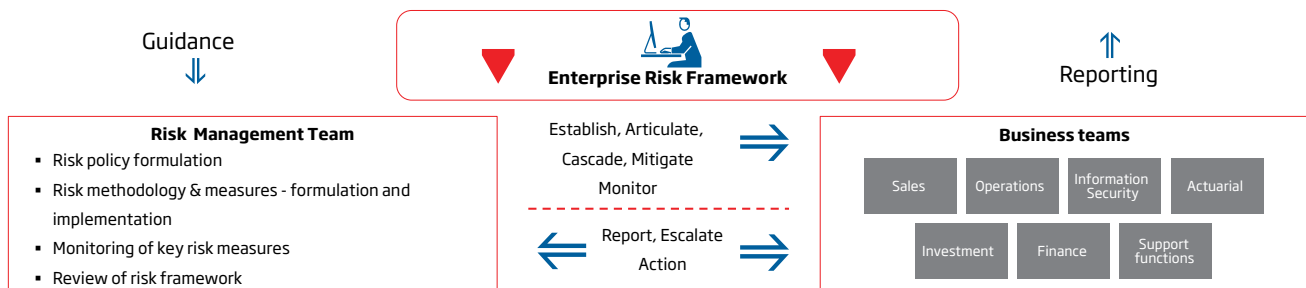 Guidance
Enterprise Risk Framework
Reporting
Risk Management Team
▪ Risk policy formulation
▪ Risk methodology & measures - formulation and
implementation
▪ Monitoring of key risk measures
▪ Review of risk framework
Establish, Articulate,
Cascade, Mitigate
Monitor
Report, Escalate
Action
Business teams
Sales
Operations
Information
Security
Actuarial
Investment
Finance
Support
functions